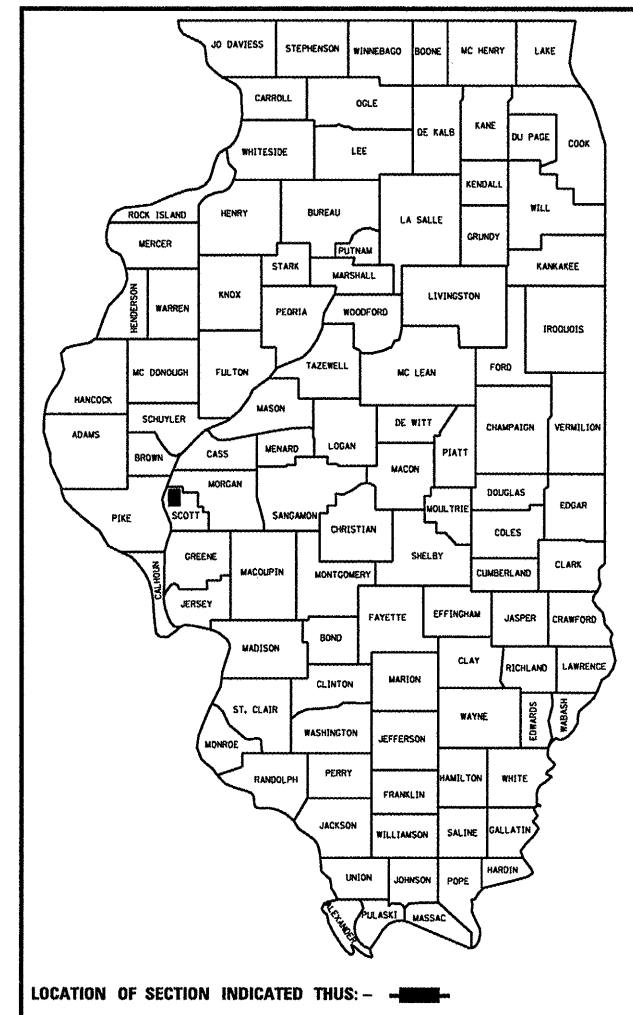 JO DAVIESS STEPHENSON WINNEBAGO BOONE MC HENRY LAKE
CARROLL OGLE DE KALB KANE DU PAGE COOK
WHITESIDE LEE
KENDALL WILL
ROCK ISLAND HENRY BUREAU LA SALLE GRUNDY
MERCER PUTNAM KANKAKEE
STARK MARSHALL
HENDERSON WARREN KNOX PEORIA WOODFORD LIVINGSTON IROQUOIS
HANCOCK MC DONOUGH FULTON TAZEWELL MC LEAN FORD
MASON
ADAMS SCHUYLER DE WITT CHAMPAIGN VERMILION
BROWN CASS MENARD LOGAN PIATT
MORGAN MACON
PIKE SCOTT SANGAMON CHRISTIAN MOULTRIE DOUGLAS EDGAR
COLES
GREENE SHELBY
CALHOUN MACOUPIN MONTGOMERY CUMBERLAND CLARK
JERSEY FAYETTE EFFINGHAM JASPER CRAWFORD
MADISON BOND
CLAY RICHLAND LAWRENCE
CLINTON MARION
ST. CLAIR WAYNE EDWARDS WABASH
MONROE WASHINGTON JEFFERSON
RANDOLPH PERRY HAMILTON WHITE
FRANKLIN
JACKSON WILLIAMSON SALINE GALLATIN
UNION JOHNSON POPE HARDIN
ALEXANDER PULASKI MASSAC
LOCATION OF SECTION INDICATED THUS: –